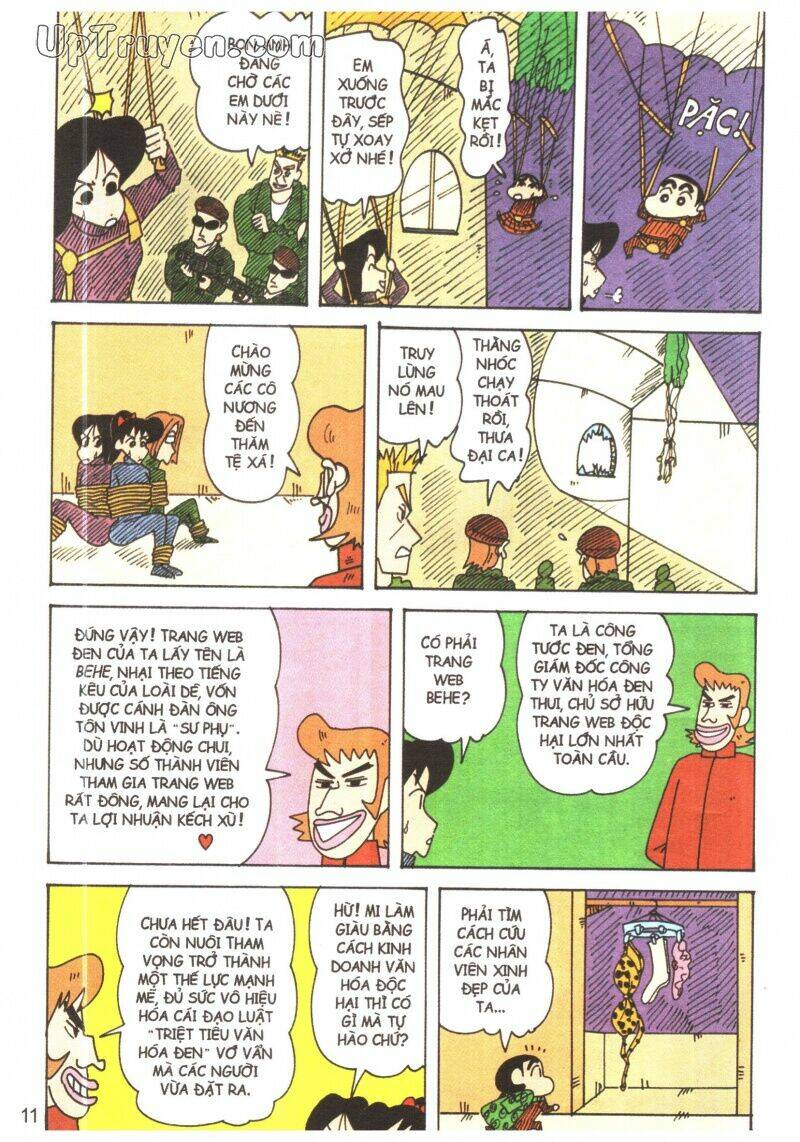 UpTruyen.com
PẶC!
Á, TA
BỊ
MẮC
KẸT
RỒI!
EM
XUỐNG
TRƯỚC
ĐÂY, SẾP
TỰ XOAY
XỞ NHÉ!
BỌN ANH
ĐANG
CHỜ CÁC
EM DƯỚI
NÀY NÈ!
THẰNG
NHÓC
CHẠY
THOÁT
RỒI,
THƯA
ĐẠI CA!
TRUY
LÙNG
NÓ MAU
LÊN!
CHÀO
MỪNG
CÁC CÔ
NƯƠNG
ĐẾN
THĂM
TỆ XÁ!
TA LÀ CÔNG
TƯỚC ĐEN, TỔNG
GIÁM ĐỐC CÔNG
TY VĂN HÓA ĐEN
THUI, CHỦ SỞ HỮU
TRANG WEB ĐỘC
HẠI LỚN NHẤT
TOÀN CẦU.
CÓ PHẢI
TRANG
WEB
BEHE?
ĐÚNG VẬY! TRANG WEB
ĐEN CỦA TA LẤY TÊN LÀ
BEHE, NHẠI THEO TIẾNG
KÊU CỦA LOÀI DÊ, VỐN
ĐƯỢC CÁNH ĐÀN ÔNG
TÔN VINH LÀ "SƯ PHỤ".
DÙ HOẠT ĐỘNG CHUI,
NHƯNG SỐ THÀNH VIÊN
THAM GIA TRANG WEB
RẤT ĐÔNG, MANG LẠI CHO
TA LỢI NHUẬN KẾCH XÙ!
PHẢI TÌM
CÁCH CỨU
CÁC NHÂN
VIÊN XINH
ĐẸP CỦA
TA...
HỪ! MI LÀM
GIÀU BẰNG
CÁCH KINH
DOANH VĂN
HÓA ĐỘC
HẠI THÌ CÓ
GÌ MÀ TỰ
HÀO CHỨ?
CHƯA HẾT ĐÂU! TA
CÒN NUÔI THAM
VỌNG TRỞ THÀNH
MỘT THẾ LỰC MẠNH
MẼ, ĐỦ SỨC VÔ HIỆU
HÓA CÁI ĐẠO LUẬT
"TRIỆT TIÊU VĂN
HÓA ĐEN" VỚ VẨN
MÀ CÁC NGƯỜI
VỪA ĐẶT RA.
11